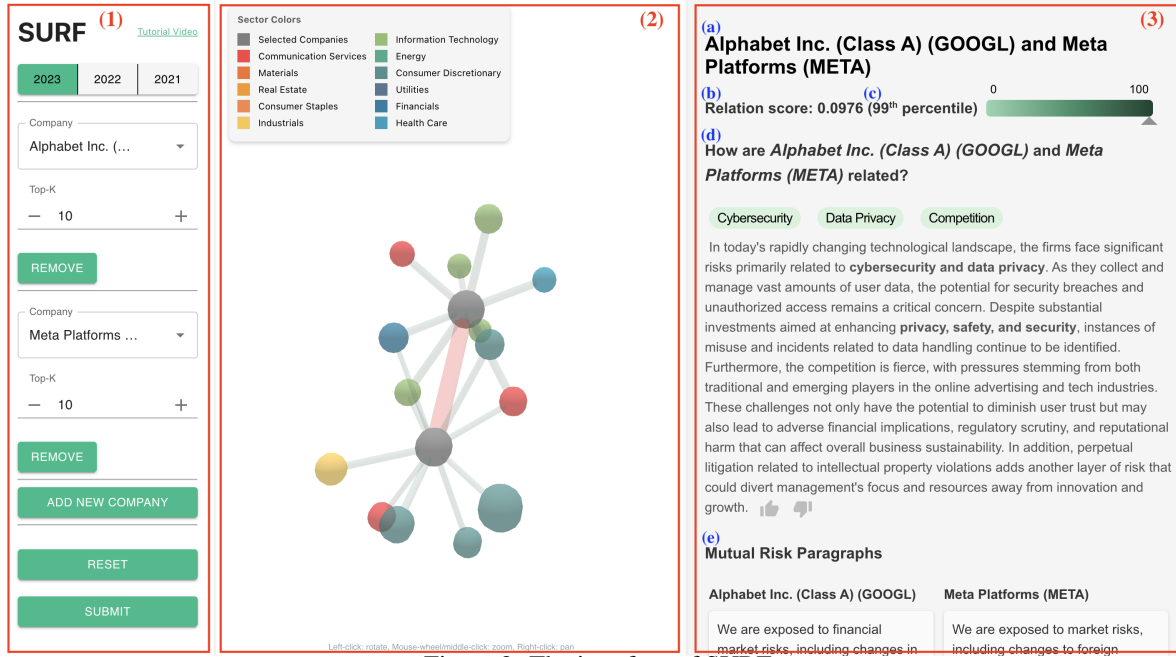 SURF
(1)
Tutorial Video
2023
2022
2021
Company
Alphabet Inc. (…
Top-K
— 10 +
REMOVE
Company
Meta Platforms …
Top-K
— 10 +
REMOVE
ADD NEW COMPANY
RESET
SUBMIT
(2)
Sector Colors
Selected Companies
Communication Services
Materials
Real Estate
Consumer Staples
Industrials
Information Technology
Energy
Consumer Discretionary
Utilities
Financials
Health Care
Left-click: rotate, Mouse-wheel/middle-click: zoom, Right-click: pan
(3)
(a)
Alphabet Inc. (Class A) (GOOGL) and Meta
Platforms (META)
(b)
(c)
0
100
Relation score: 0.0976 (99th percentile)
(d)
How are Alphabet Inc. (Class A) (GOOGL) and Meta
Platforms (META) related?
Cybersecurity
Data Privacy
Competition
In today's rapidly changing technological landscape, the firms face significant
risks primarily related to cybersecurity and data privacy. As they collect and
manage vast amounts of user data, the potential for security breaches and
unauthorized access remains a critical concern. Despite substantial
investments aimed at enhancing privacy, safety, and security, instances of
misuse and incidents related to data handling continue to be identified.
Furthermore, the competition is fierce, with pressures stemming from both
traditional and emerging players in the online advertising and tech industries.
These challenges not only have the potential to diminish user trust but may
also lead to adverse financial implications, regulatory scrutiny, and reputational
harm that can affect overall business sustainability. In addition, perpetual
litigation related to intellectual property violations adds another layer of risk that
could divert management's focus and resources away from innovation and
growth.
(e)
Mutual Risk Paragraphs
Alphabet Inc. (Class A) (GOOGL)
We are exposed to financial
market risks, including changes in
Meta Platforms (META)
We are exposed to market risks,
including changes to foreign